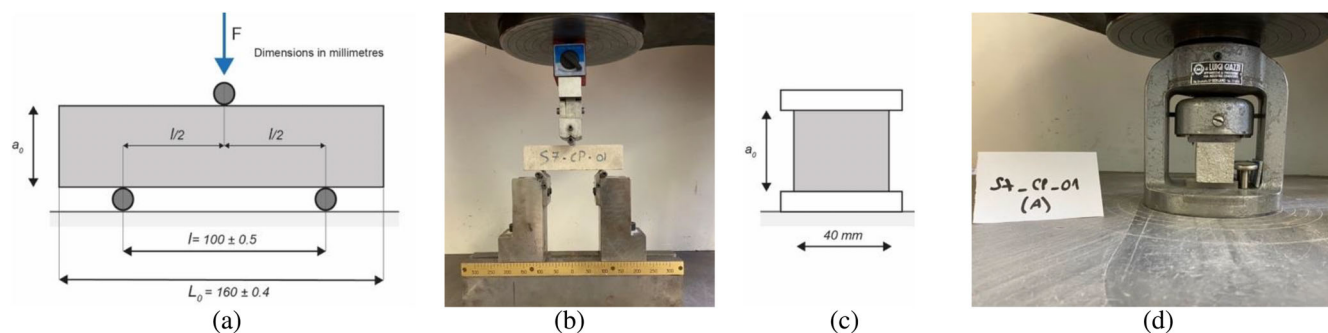 F
Dimensions in millimetres
l/2
l/2
a₀
l= 100 ± 0.5
L₀ = 160 ± 0.4
(a)
S7-CP-01
(b)
a₀
40 mm
(c)
LUIGI GIAZZI
S7_CP_01
(A)
(d)